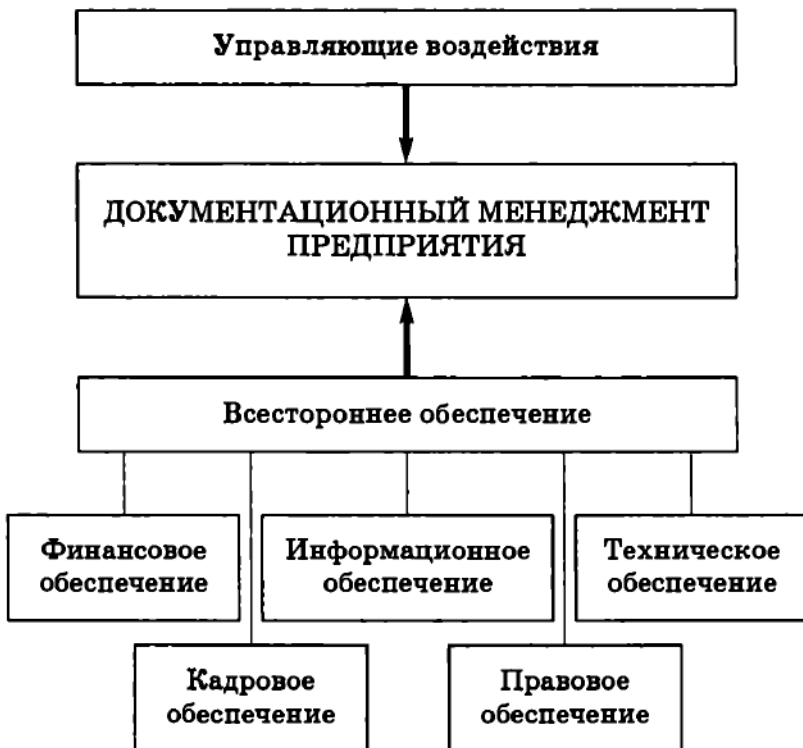 Управляющие воздействия
ДОКУМЕНТАЦИОННЫЙ МЕНЕДЖМЕНТ
ПРЕДПРИЯТИЯ
Всестороннее обеспечение
Финансовое
обеспечение
Информационное
обеспечение
Техническое
обеспечение
Кадровое
обеспечение
Правовое
обеспечение